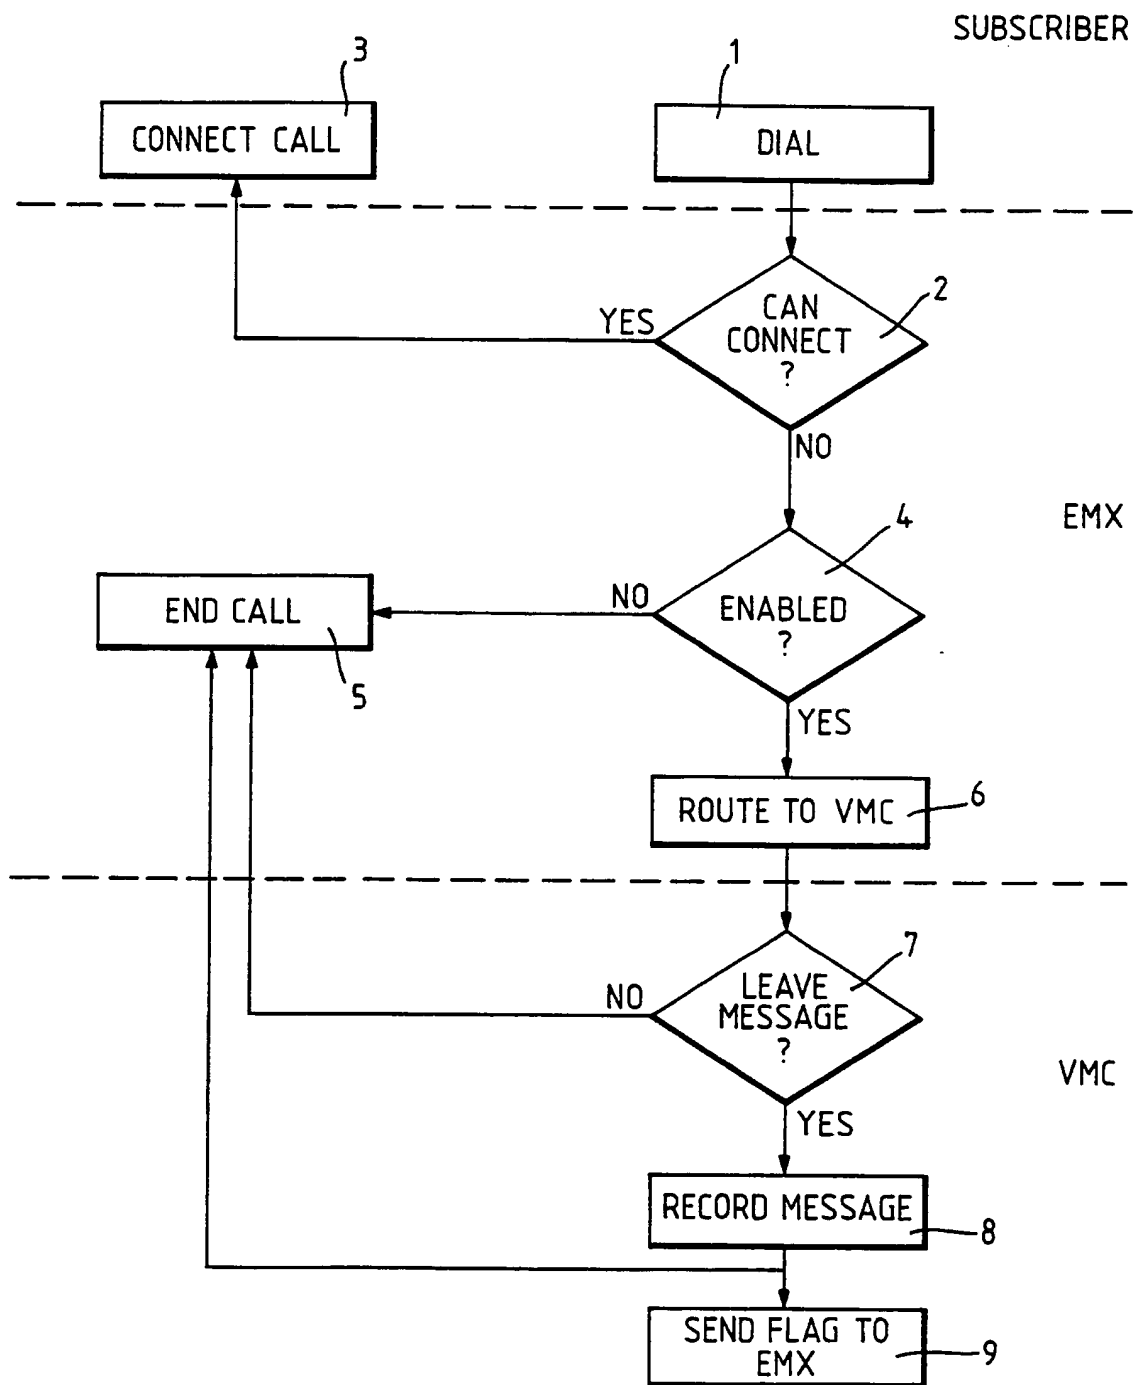 SUBSCRIBER
3
1
CONNECT CALL
DIAL
2
CAN
CONNECT
?
YES
NO
EMX
4
ENABLED
?
NO
END CALL
5
YES
ROUTE TO VMC
6
7
LEAVE
MESSAGE
?
NO
VMC
YES
RECORD MESSAGE
8
SEND FLAG TO
EMX
9